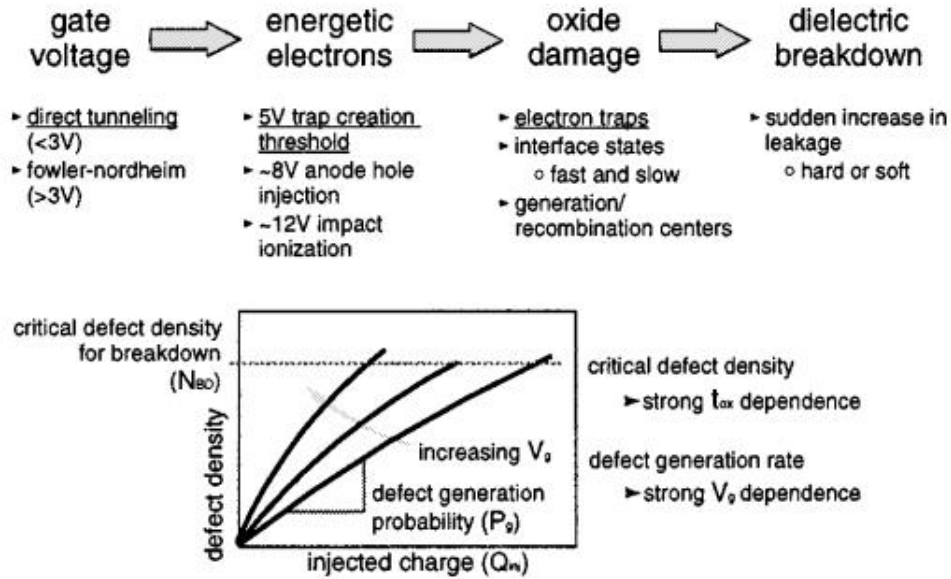 gate voltage
energetic electrons
oxide damage
dielectric breakdown
► direct tunneling
(<3V)
► fowler-nordheim
(>3V)
► 5V trap creation
threshold
► ~8V anode hole
injection
► ~12V impact
ionization
► electron traps
► interface states
o fast and slow
► generation/
recombination centers
► sudden increase in
leakage
o hard or soft
critical defect density
for breakdown
(NBD)
defect density
increasing Vg
defect generation
probability (Pg)
injected charge (Qinj)
critical defect density
►strong tox dependence
defect generation rate
►strong Vg dependence